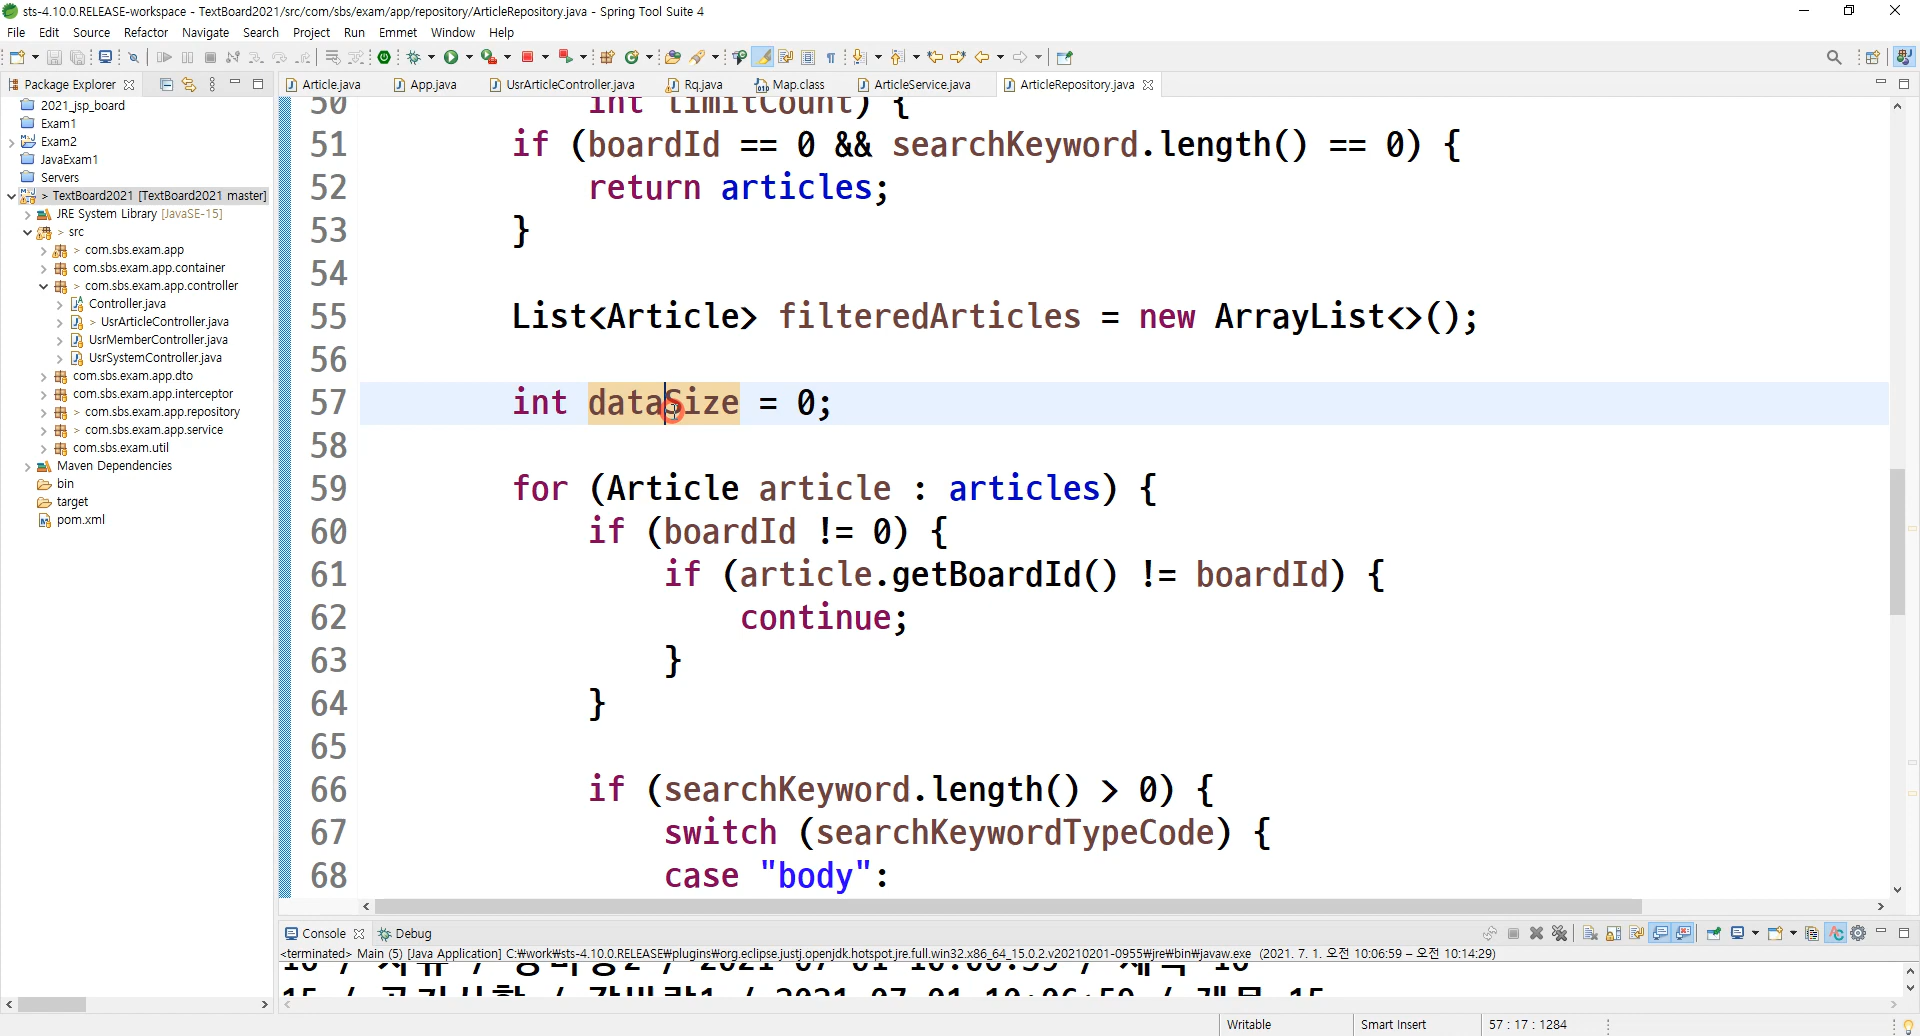 sts-4.10.0.RELEASE-workspace - TextBoard2021/src/com/sbs/exam/app/repository/ArticleRepository.java - Spring Tool Suite 4
File Edit Source Refactor Navigate Search Project Run Emmet Window Help
Package Explorer
2021_jsp_board
Exam1
Exam2
JavaExam1
Servers
> TextBoard2021 [TextBoard2021 master]
JRE System Library [JavaSE-15]
> src
> com.sbs.exam.app
com.sbs.exam.app.container
> com.sbs.exam.app.controller
Controller.java
> UsrArticleController.java
UsrMemberController.java
UsrSystemController.java
com.sbs.exam.app.dto
com.sbs.exam.app.interceptor
> com.sbs.exam.app.repository
> com.sbs.exam.app.service
com.sbs.exam.util
Maven Dependencies
bin
target
pom.xml
Article.java App.java UsrArticleController.java Rq.java Map.class ArticleService.java ArticleRepository.java
50 int limitCount) {
51 if (boardId == 0 && searchKeyword.length() == 0) {
52 return articles;
53 }
54
55 List<Article> filteredArticles = new ArrayList<>();
56
57 int dataSize = 0;
58
59 for (Article article : articles) {
60 if (boardId != 0) {
61 if (article.getBoardId() != boardId) {
62 continue;
63 }
64 }
65
66 if (searchKeyword.length() > 0) {
67 switch (searchKeywordTypeCode) {
68 case "body":
Console Debug
<terminated> Main (5) [Java Application] C:₩work₩sts-4.10.0.RELEASE₩plugins₩org.eclipse.justj.openjdk.hotspot.jre.full.win32.x86_64_15.0.2.v20210201-0955₩jre₩bin₩javaw.exe (2021. 7. 1. 오전 10:06:59 – 오전 10:14:29)
Writable Smart Insert 57 : 17 : 1284